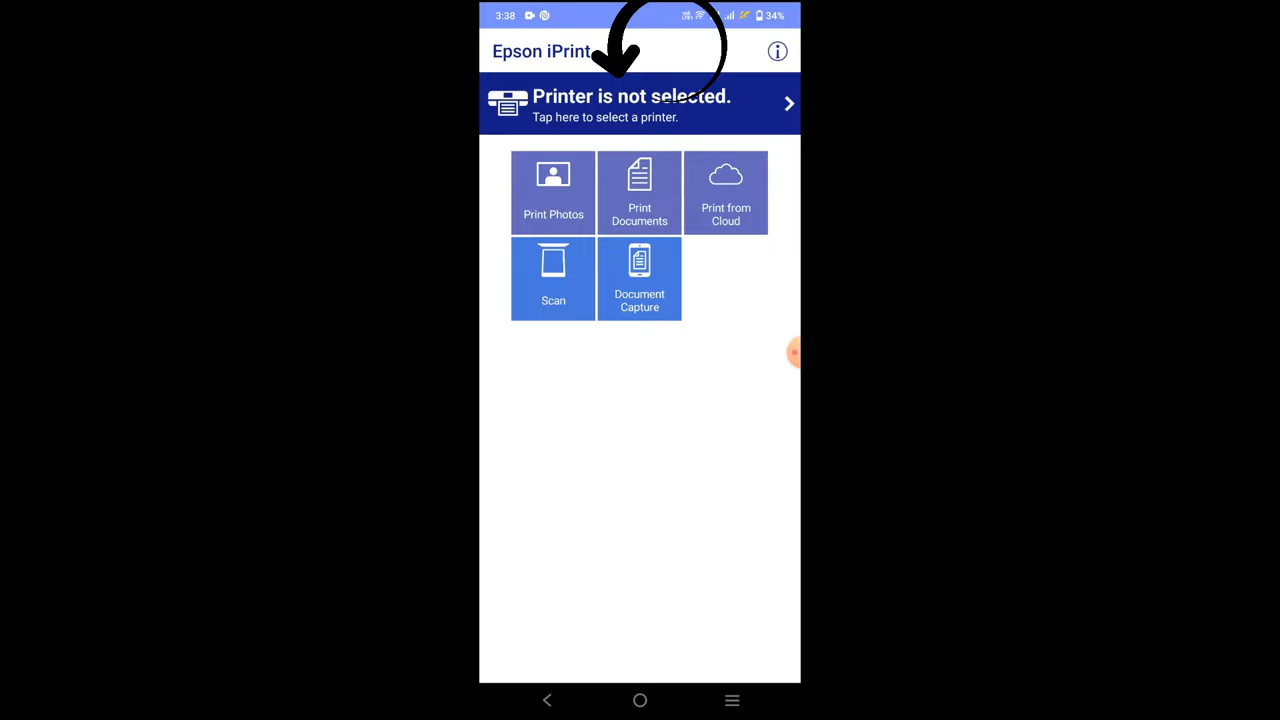 3:38
34%
Epson iPrint
Printer is not selected.
Tap here to select a printer.
Print Photos
Print
Documents
Print from
Cloud
Scan
Document
Capture